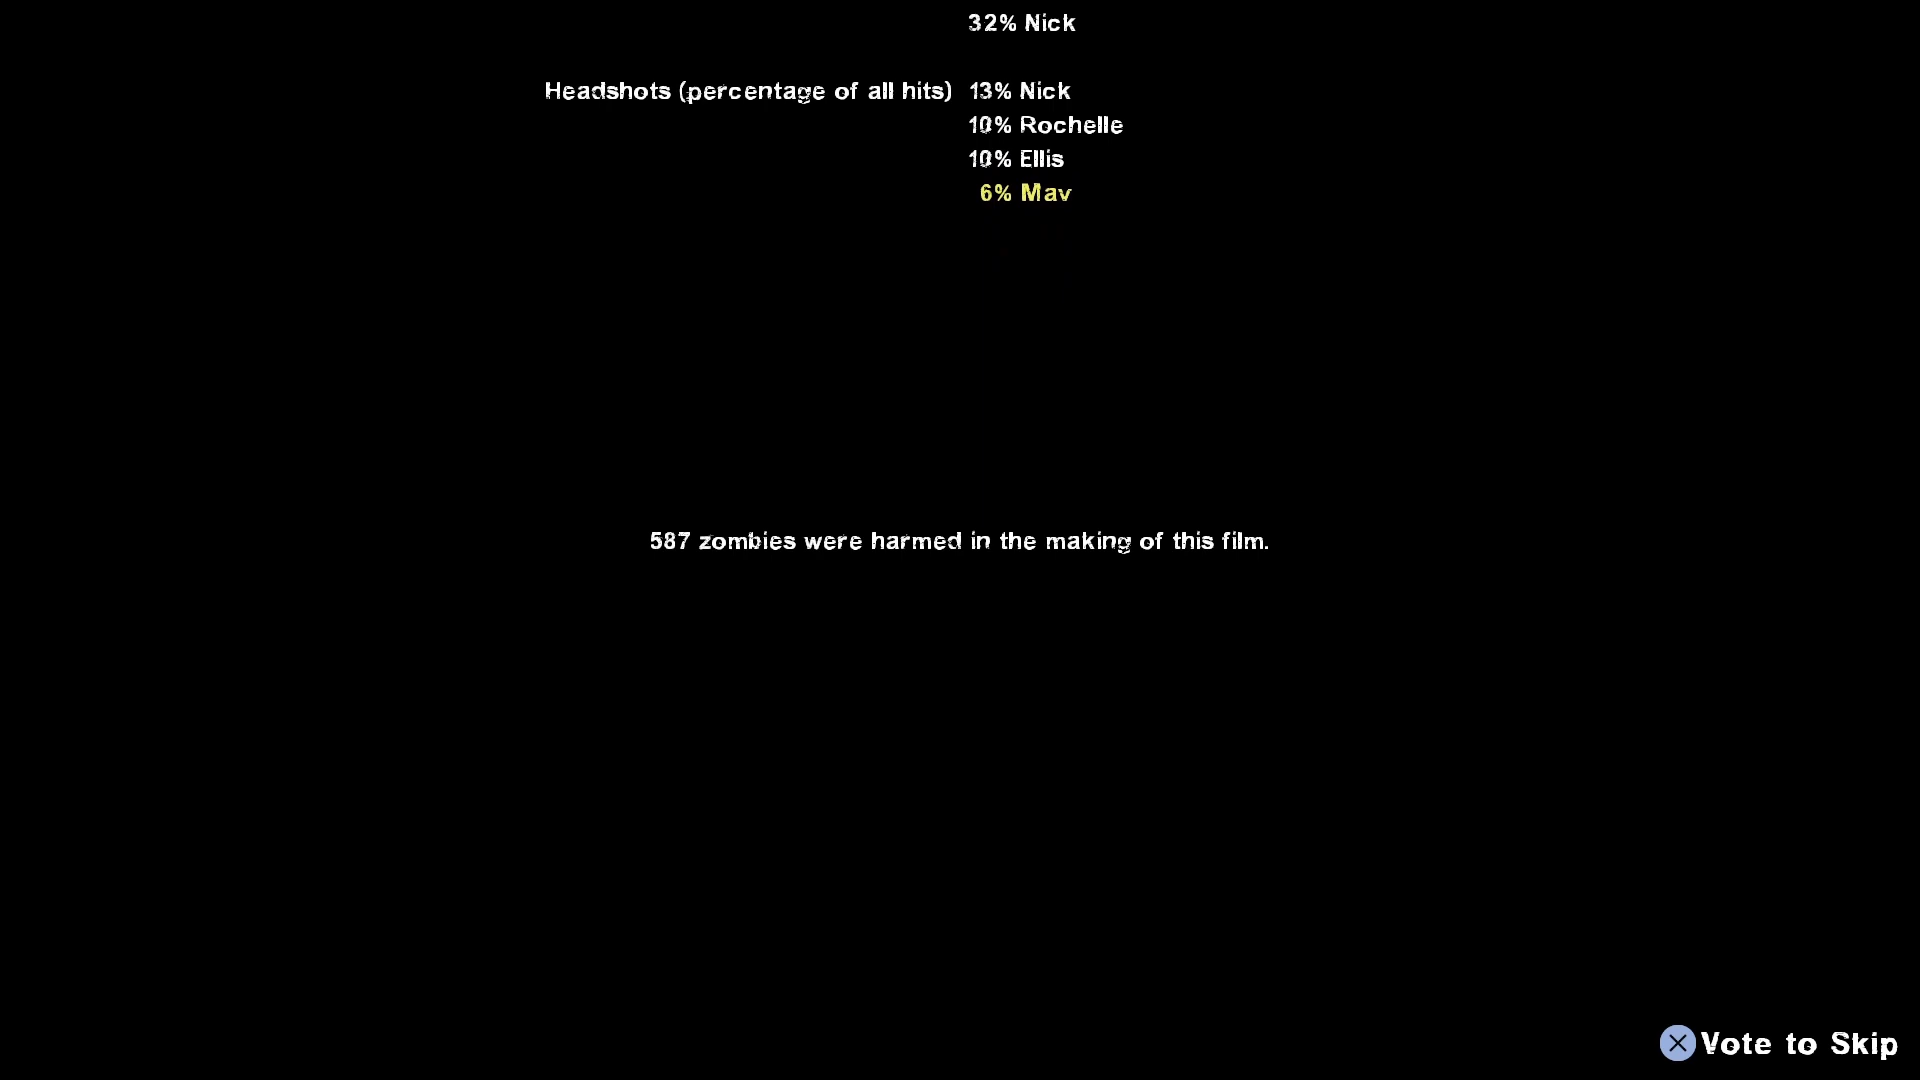 32% Nick
Headshots (percentage of all hits) 13% Nick
10% Rochelle
10% Ellis
6% Mav
587 zombies were harmed in the making of this film.
Vote to Skip